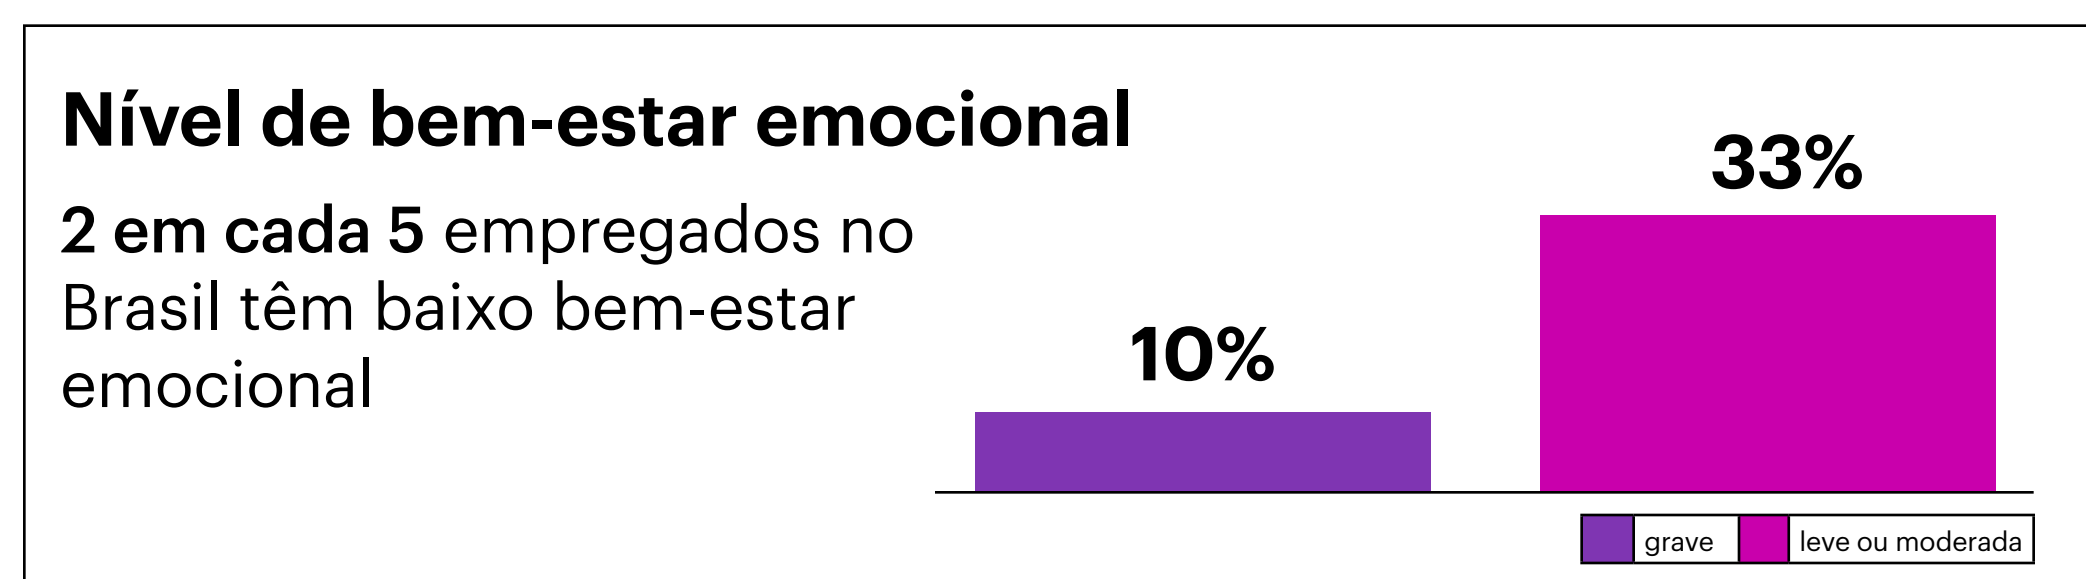 Nível de bem-estar emocional
2 em cada 5 empregados no
Brasil têm baixo bem-estar
emocional
10%
33%
grave
leve ou moderada